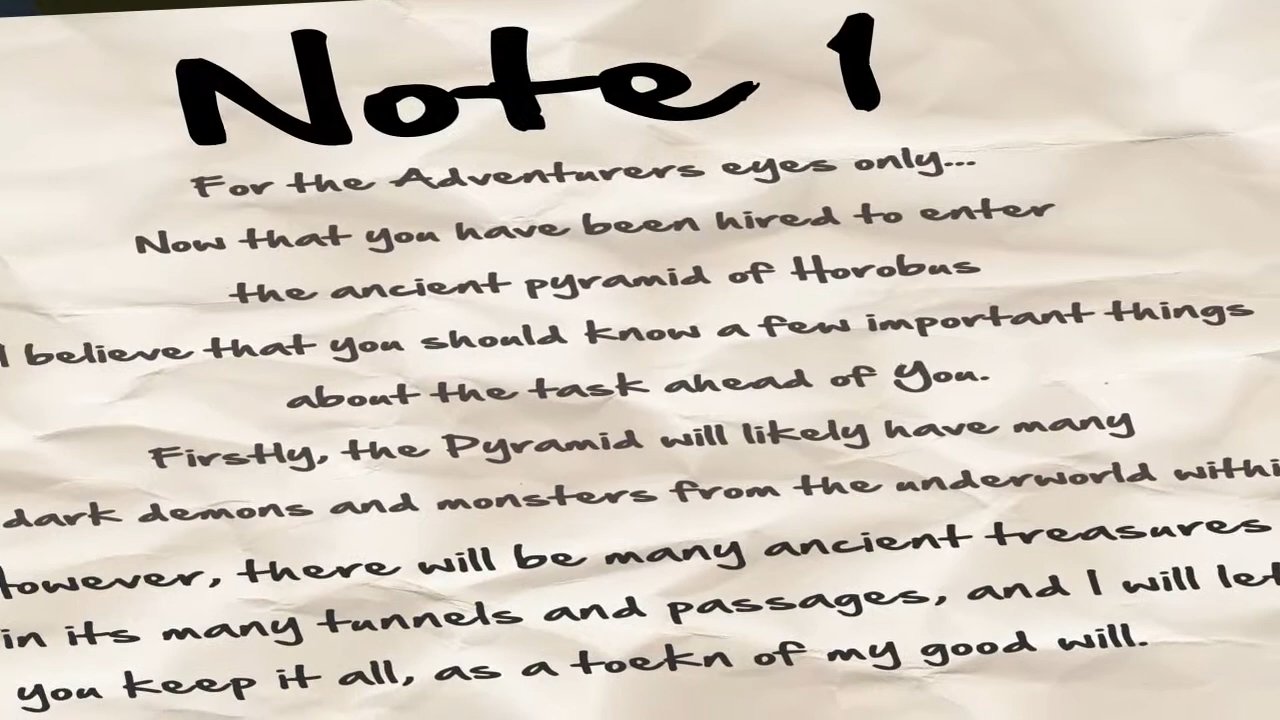 Note 1
For the Adventurers eyes only...
Now that you have been hired to enter
the ancient pyramid of Horobus
I believe that you should know a few important things
about the task ahead of You.
Firstly, the Pyramid will likely have many
dark demons and monsters from the underworld withi
However, there will be many ancient treasures
in its many tunnels and passages, and I will let
you keep it all, as a toekn of my good will.